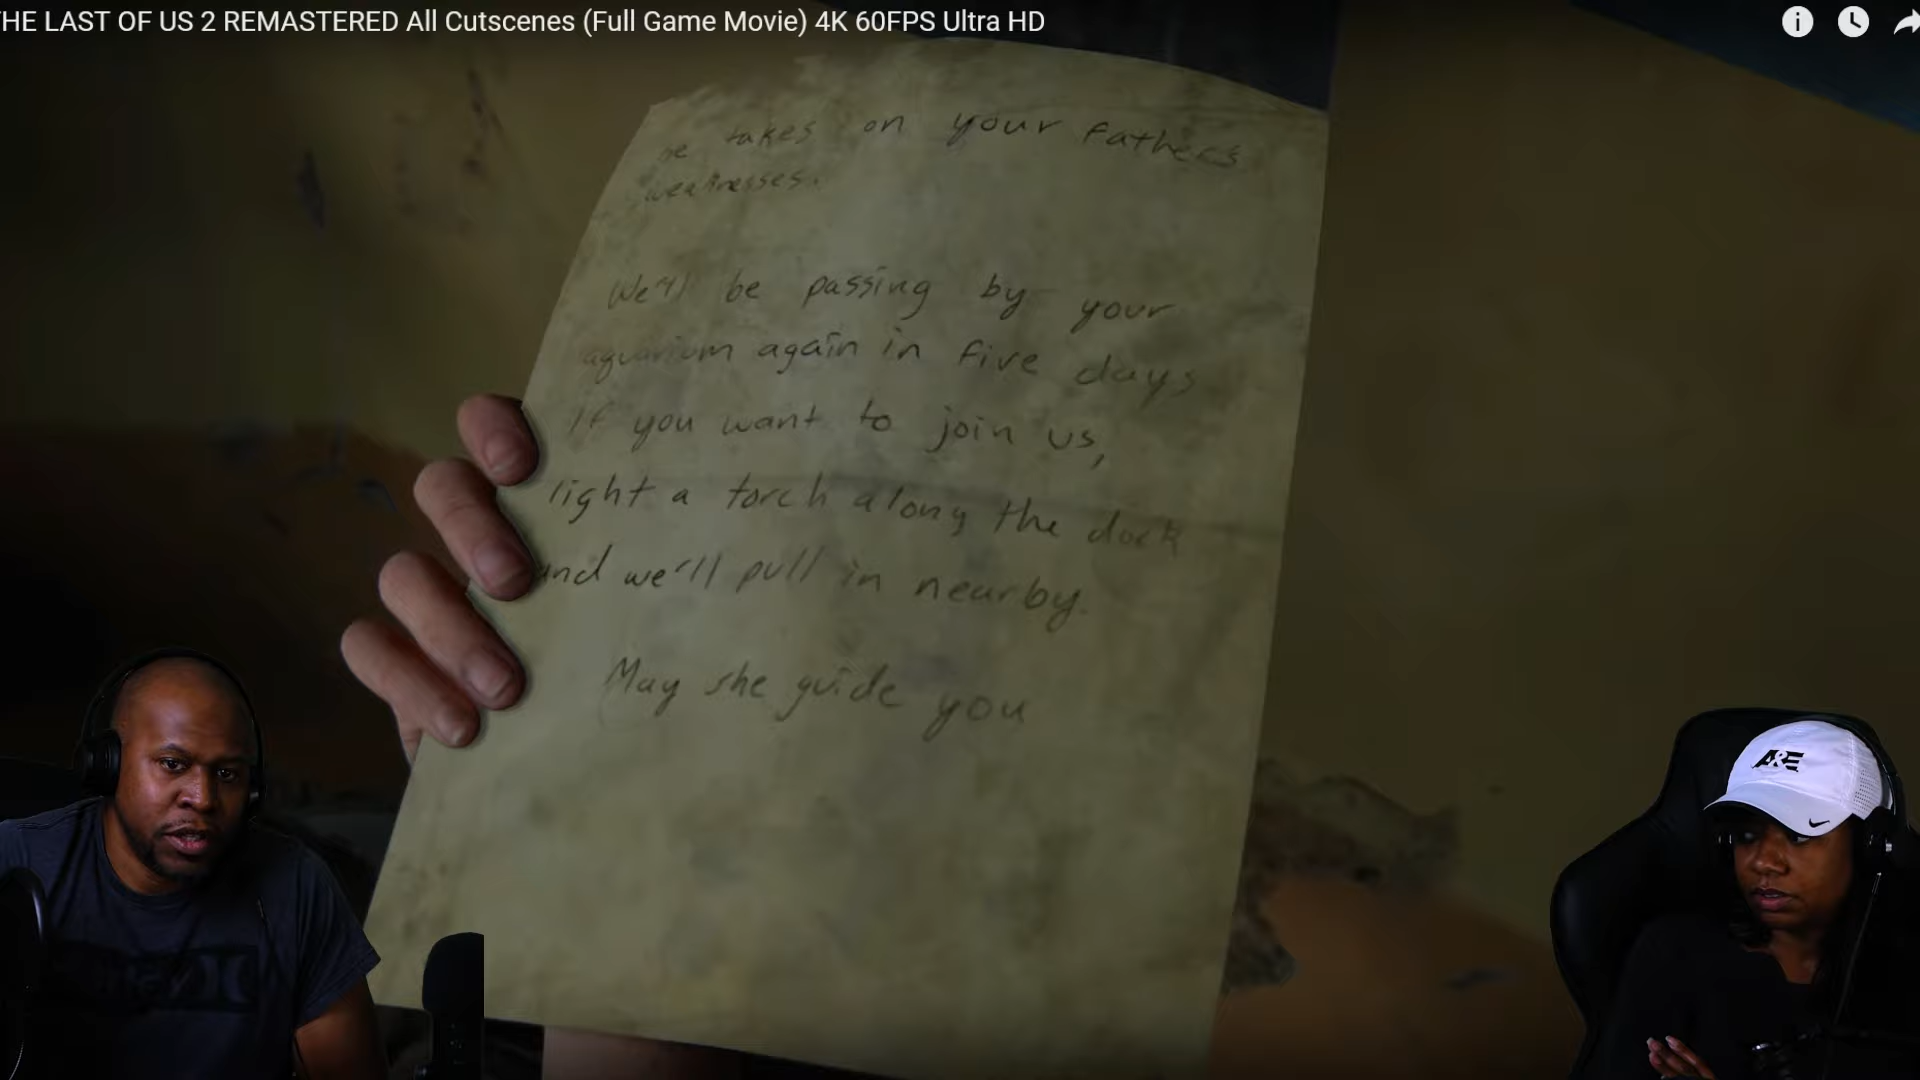 THE LAST OF US 2 REMASTERED All Cutscenes (Full Game Movie) 4K 60FPS Ultra HD
be takes on your fathers
weaknesses.
We'll be passing by your
aquarium again in five days
If you want to join us,
light a torch along the dock
and we'll pull in nearby.
May she guide you
A&E